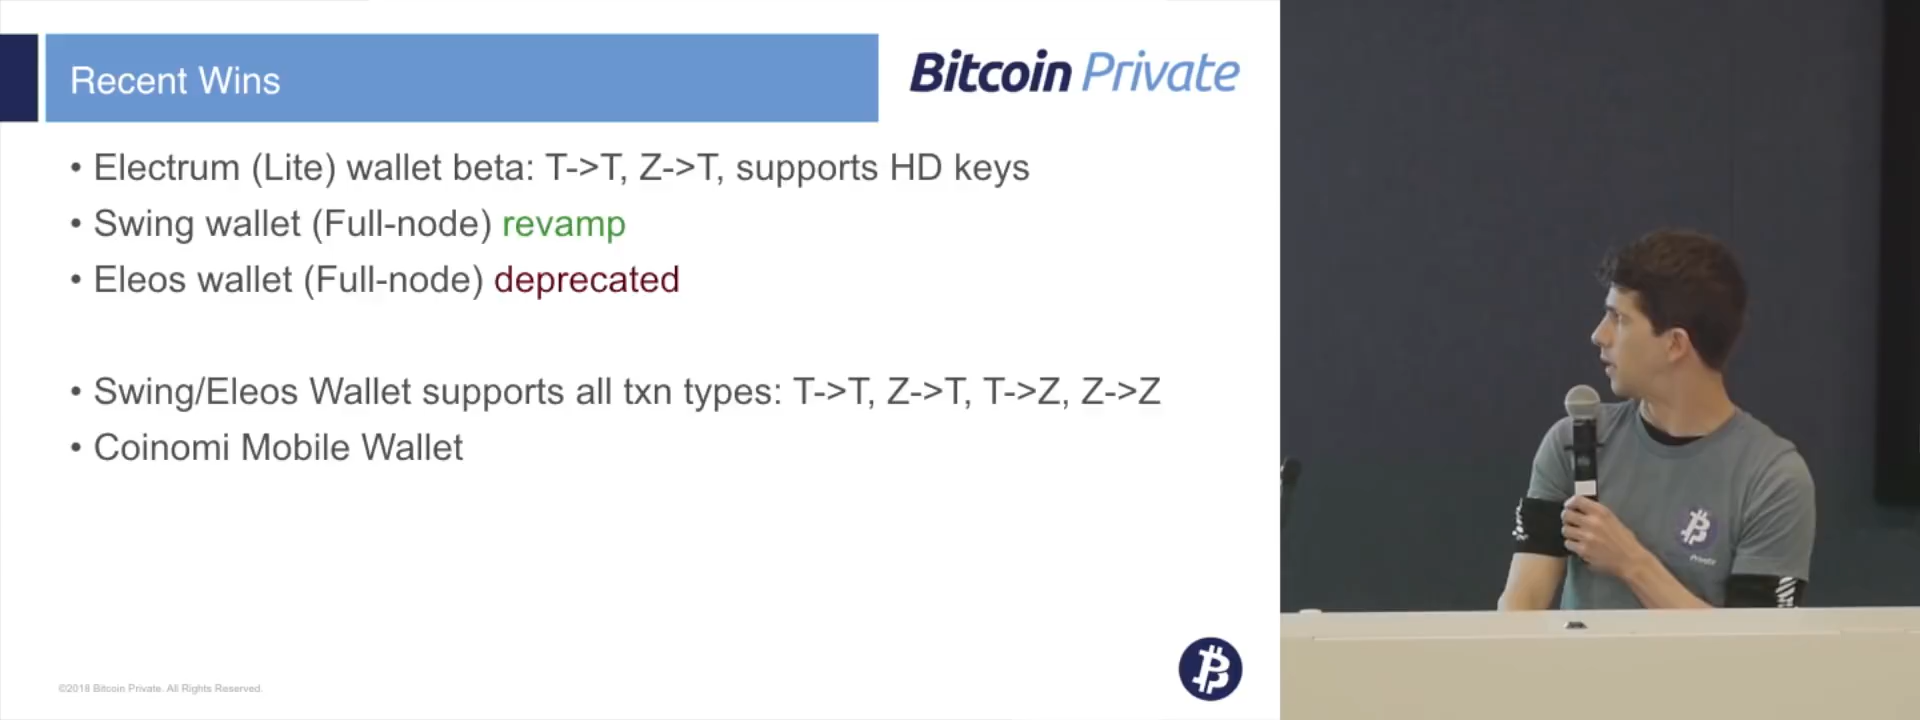 Recent Wins
Bitcoin Private
• Electrum (Lite) wallet beta: T->T, Z->T, supports HD keys
• Swing wallet (Full-node) revamp
• Eleos wallet (Full-node) deprecated
• Swing/Eleos Wallet supports all txn types: T->T, Z->T, T->Z, Z->Z
• Coinomi Mobile Wallet
©2018 Bitcoin Private. All Rights Reserved.
Private